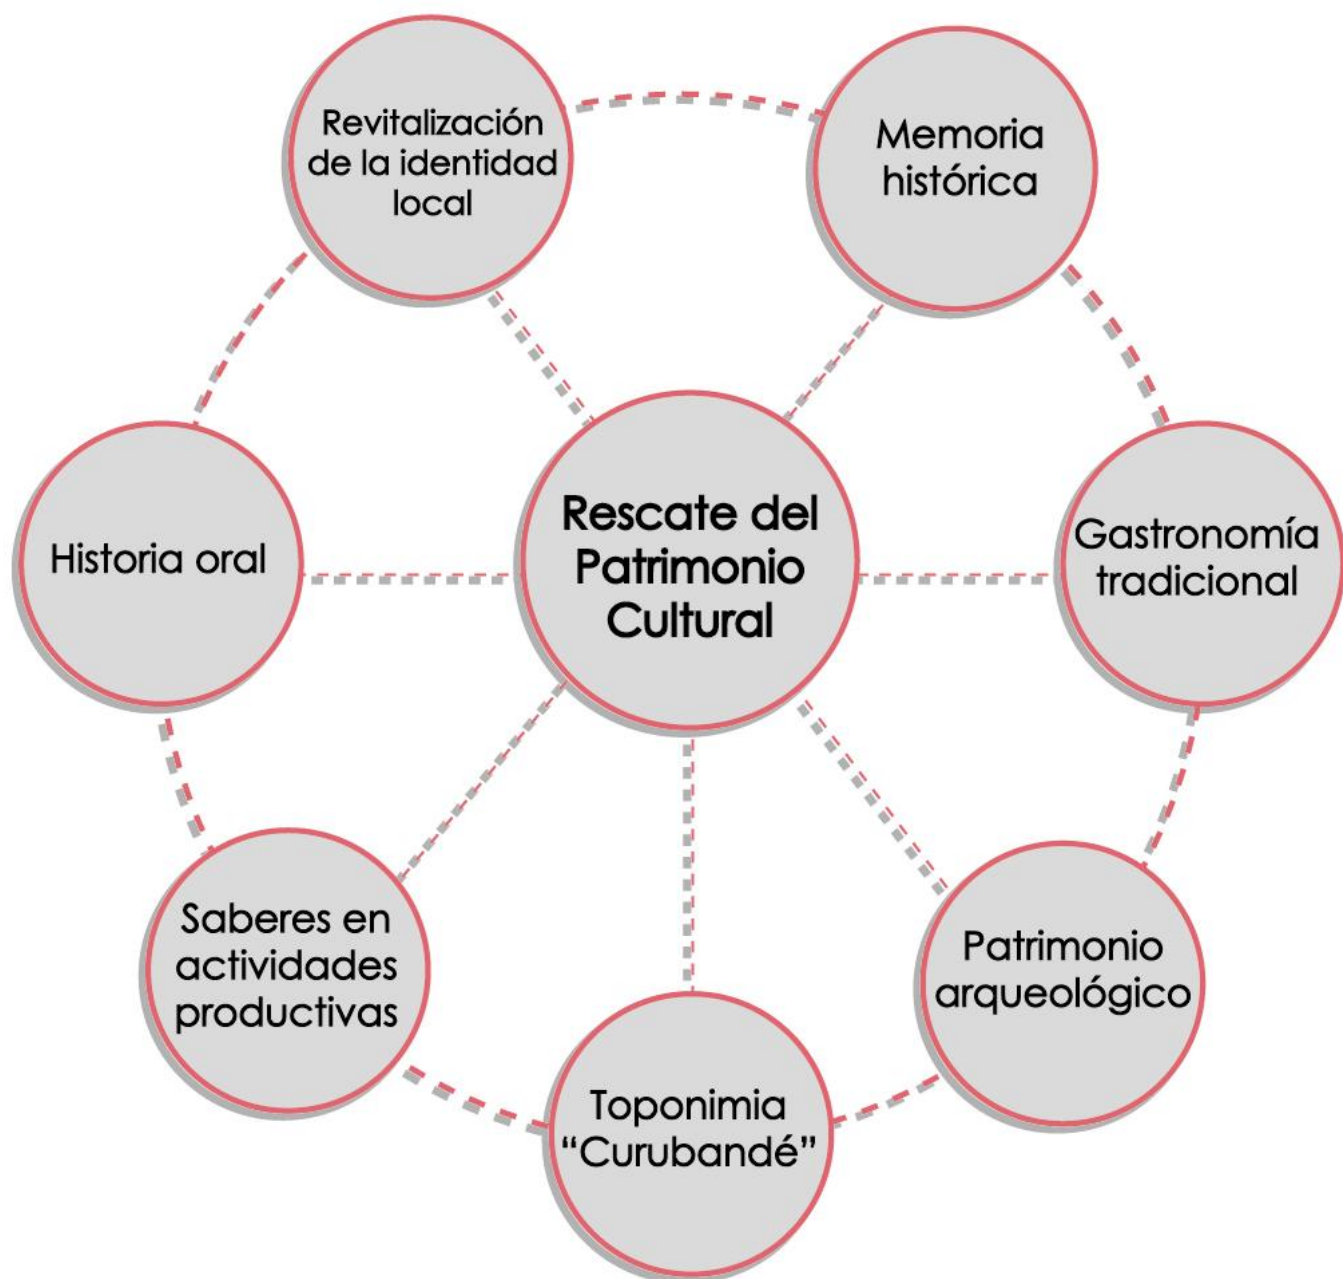 Revitalización
de la identidad
local
Memoria
histórica
Historia oral
Rescate del
Patrimonio
Cultural
Gastronomía
tradicional
Saberes en
actividades
productivas
Patrimonio
arqueológico
Toponimia
“Curubandé”